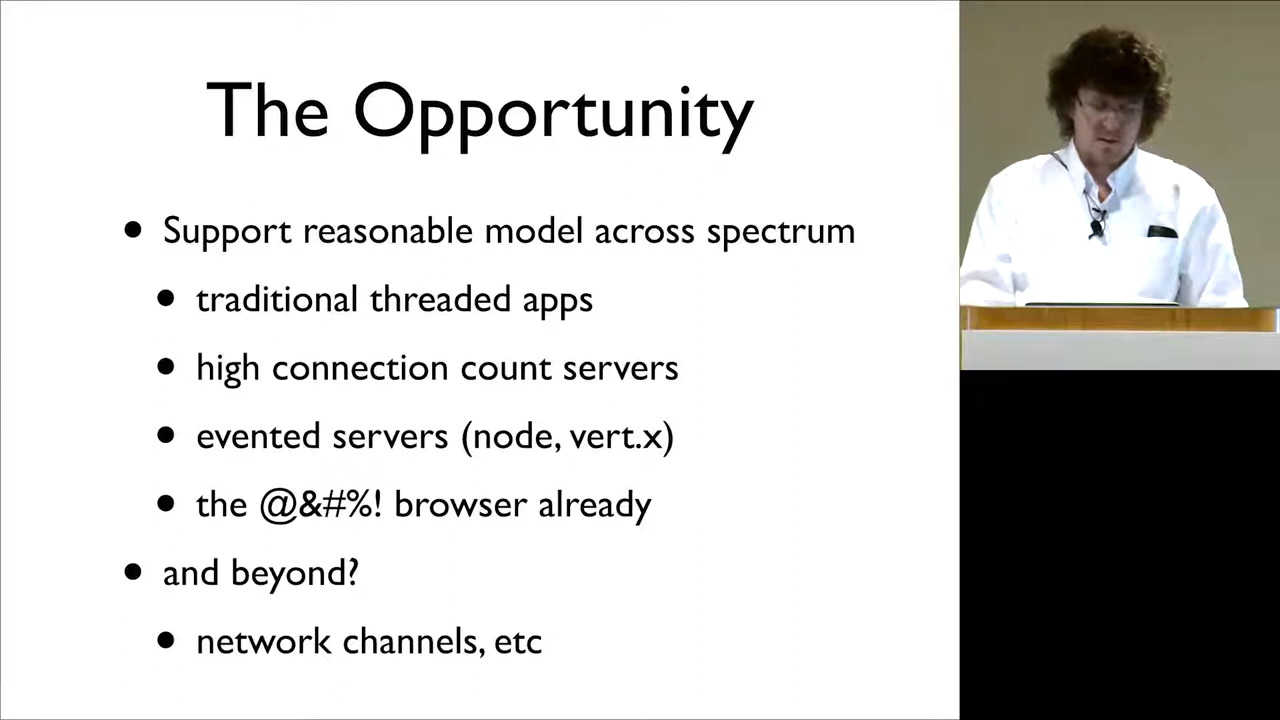 The Opportunity
• Support reasonable model across spectrum
• traditional threaded apps
• high connection count servers
• evented servers (node, vert.x)
• the @&#%! browser already
• and beyond?
• network channels, etc